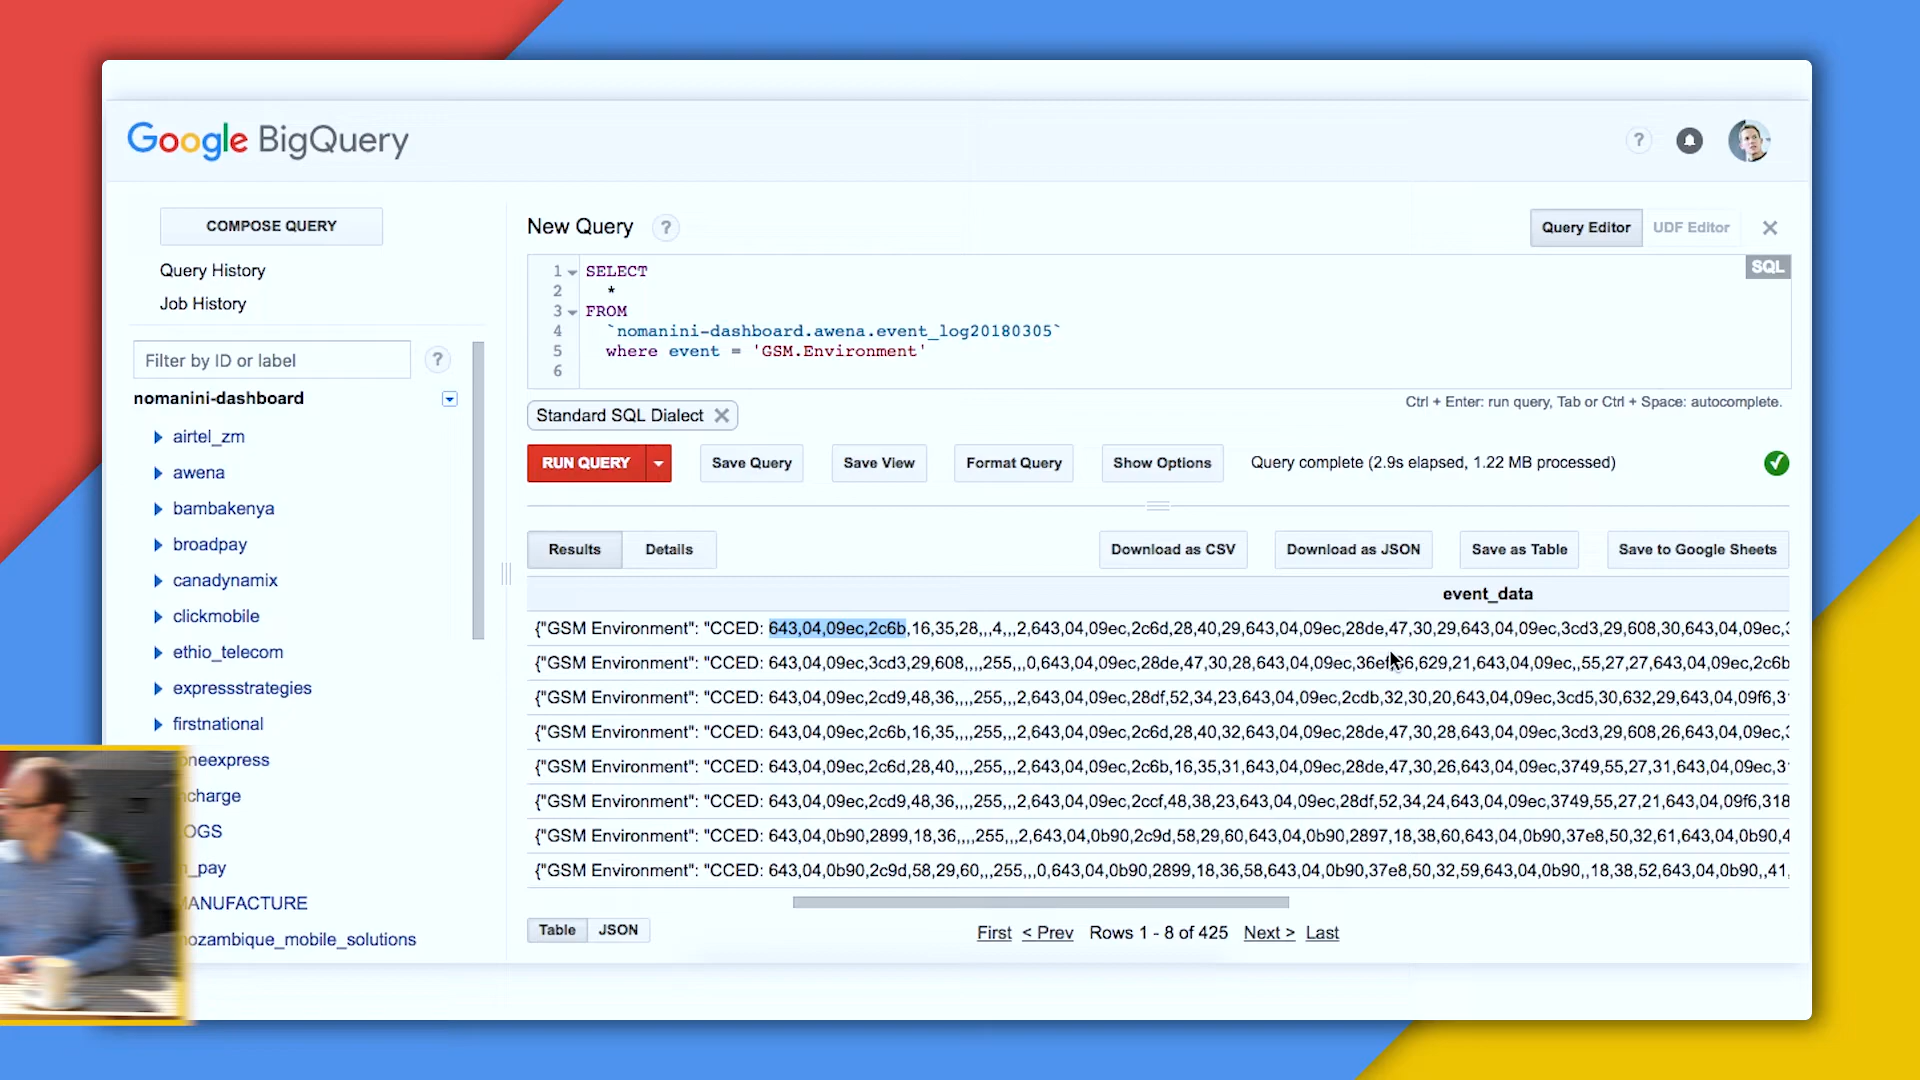 Google BigQuery
?
COMPOSE QUERY
Query History
Job History
Filter by ID or label
?
nomanini-dashboard
airtel_zm
awena
bambakenya
broadpay
canadynamix
clickmobile
ethio_telecom
expressstrategies
firstnational
oneexpress
ncharge
OGS
_pay
MANUFACTURE
mozambique_mobile_solutions
New Query ?
Query Editor UDF Editor
SQL
1 SELECT
2 *
3 FROM
4 `nomanini-dashboard.awena.event_log20180305`
5 where event = 'GSM.Environment'
6
Standard SQL Dialect
Ctrl + Enter: run query, Tab or Ctrl + Space: autocomplete.
RUN QUERY Save Query Save View Format Query Show Options Query complete (2.9s elapsed, 1.22 MB processed)
Results Details Download as CSV Download as JSON Save as Table Save to Google Sheets
event_data
{"GSM Environment": "CCED: 643,04,09ec,2c6b,16,35,28,,,4,,,2,643,04,09ec,2c6d,28,40,29,643,04,09ec,28de,47,30,29,643,04,09ec,3cd3,29,608,30,643,04,09ec,
{"GSM Environment": "CCED: 643,04,09ec,3cd3,29,608,,,,255,,,0,643,04,09ec,28de,47,30,28,643,04,09ec,36ef,66,629,21,643,04,09ec,,55,27,27,643,04,09ec,2c6b
{"GSM Environment": "CCED: 643,04,09ec,2cd9,48,36,,,,255,,,2,643,04,09ec,28df,52,34,23,643,04,09ec,2cdb,32,30,20,643,04,09ec,3cd5,30,632,29,643,04,09f6,3
{"GSM Environment": "CCED: 643,04,09ec,2c6b,16,35,,,,255,,,2,643,04,09ec,2c6d,28,40,32,643,04,09ec,28de,47,30,28,643,04,09ec,3cd3,29,608,26,643,04,09ec,
{"GSM Environment": "CCED: 643,04,09ec,2c6d,28,40,,,,255,,,2,643,04,09ec,2c6b,16,35,31,643,04,09ec,28de,47,30,26,643,04,09ec,3749,55,27,31,643,04,09ec,3
{"GSM Environment": "CCED: 643,04,09ec,2cd9,48,36,,,,255,,,2,643,04,09ec,2ccf,48,38,23,643,04,09ec,28df,52,34,24,643,04,09ec,3749,55,27,21,643,04,09f6,318
{"GSM Environment": "CCED: 643,04,0b90,2899,18,36,,,,255,,,2,643,04,0b90,2c9d,58,29,60,643,04,0b90,2897,18,38,60,643,04,0b90,37e8,50,32,61,643,04,0b90,4
{"GSM Environment": "CCED: 643,04,0b90,2c9d,58,29,60,,,255,,,0,643,04,0b90,2899,18,36,58,643,04,0b90,37e8,50,32,59,643,04,0b90,,18,38,52,643,04,0b90,,41,
Table JSON First < Prev Rows 1 - 8 of 425 Next > Last